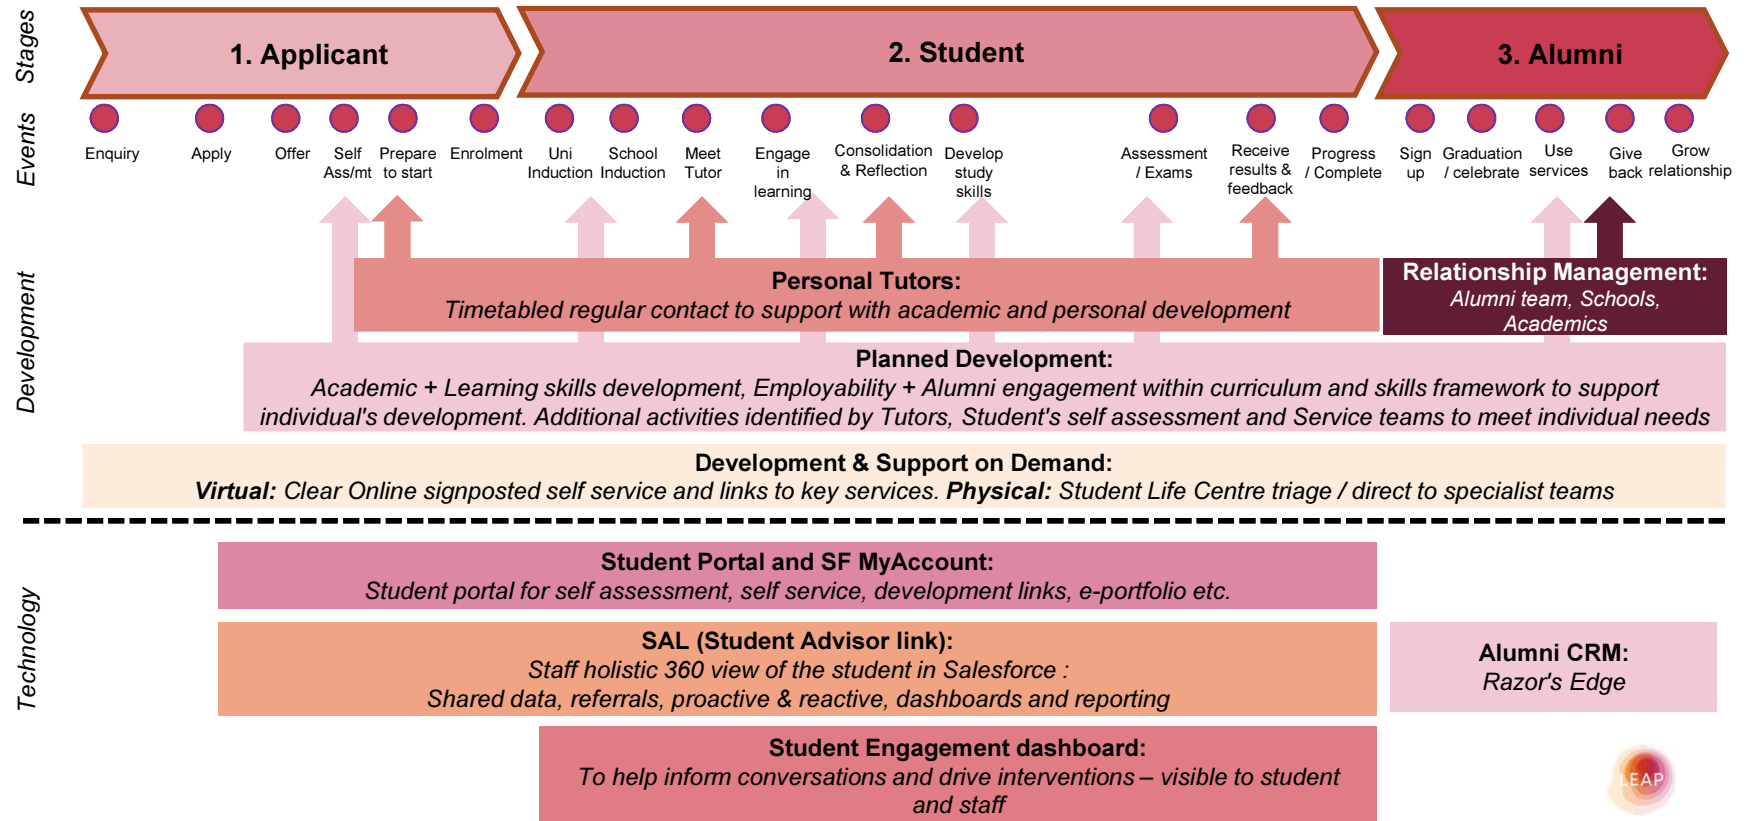 Stages
1. Applicant
2. Student
3. Alumni
Events
Enquiry
Apply
Offer
Self
Ass/mt
Prepare
to start
Enrolment
Uni
Induction
School
Induction
Meet
Tutor
Engage
in
learning
Consolidation
& Reflection
Develop
study
skills
Assessment
/ Exams
Receive
results &
feedback
Progress
/ Complete
Sign
up
Graduation
/ celebrate
Use
services
Give
back
Grow
relationship
Development
Personal Tutors:
Timetabled regular contact to support with academic and personal development
Relationship Management:
Alumni team, Schools,
Academics
Planned Development:
Academic + Learning skills development, Employability + Alumni engagement within curriculum and skills framework to support
individual's development. Additional activities identified by Tutors, Student's self assessment and Service teams to meet individual needs
Development & Support on Demand:
Virtual: Clear Online signposted self service and links to key services. Physical: Student Life Centre triage / direct to specialist teams
Technology
Student Portal and SF MyAccount:
Student portal for self assessment, self service, development links, e-portfolio etc.
SAL (Student Advisor link):
Staff holistic 360 view of the student in Salesforce :
Shared data, referrals, proactive & reactive, dashboards and reporting
Alumni CRM:
Razor's Edge
Student Engagement dashboard:
To help inform conversations and drive interventions – visible to student
and staff
LEAP